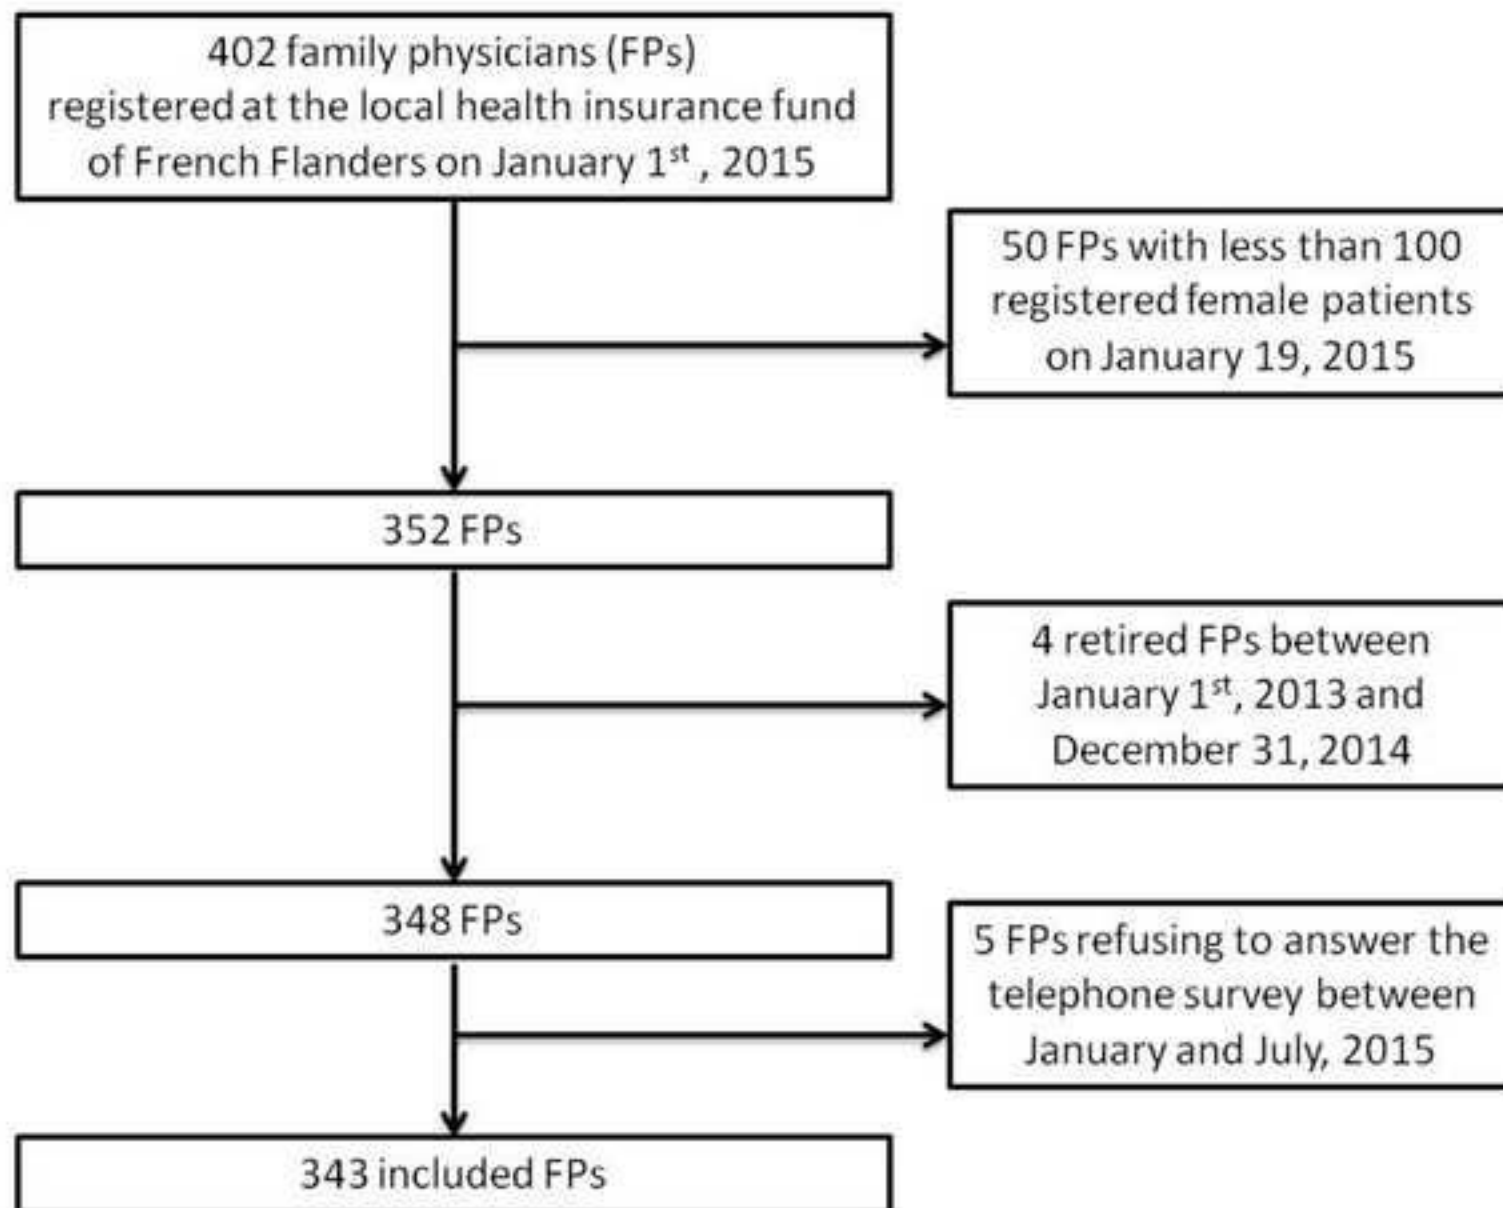 402 family physicians (FPs)
registered at the local health insurance fund
of French Flanders on January 1st , 2015
50 FPs with less than 100
registered female patients
on January 19, 2015
352 FPs
4 retired FPs between
January 1st, 2013 and
December 31, 2014
348 FPs
5 FPs refusing to answer the
telephone survey between
January and July, 2015
343 included FPs